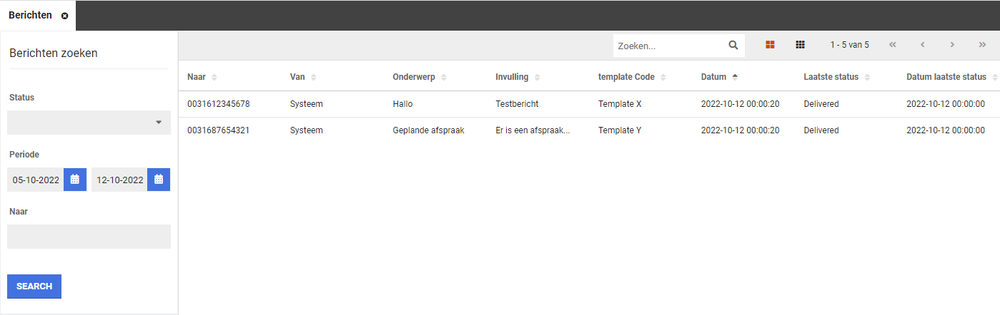 Berichten
Berichten zoeken
Status
Periode
05-10-2022 12-10-2022
Naar
SEARCH
Zoeken... 1 - 5 van 5
Naar Van Onderwerp Invulling template Code Datum Laatste status Datum laatste status
0031612345678 Systeem Hallo Testbericht Template X 2022-10-12 00:00:20 Delivered 2022-10-12 00:00:00
0031687654321 Systeem Geplande afspraak Er is een afspraak... Template Y 2022-10-12 00:00:20 Delivered 2022-10-12 00:00:00